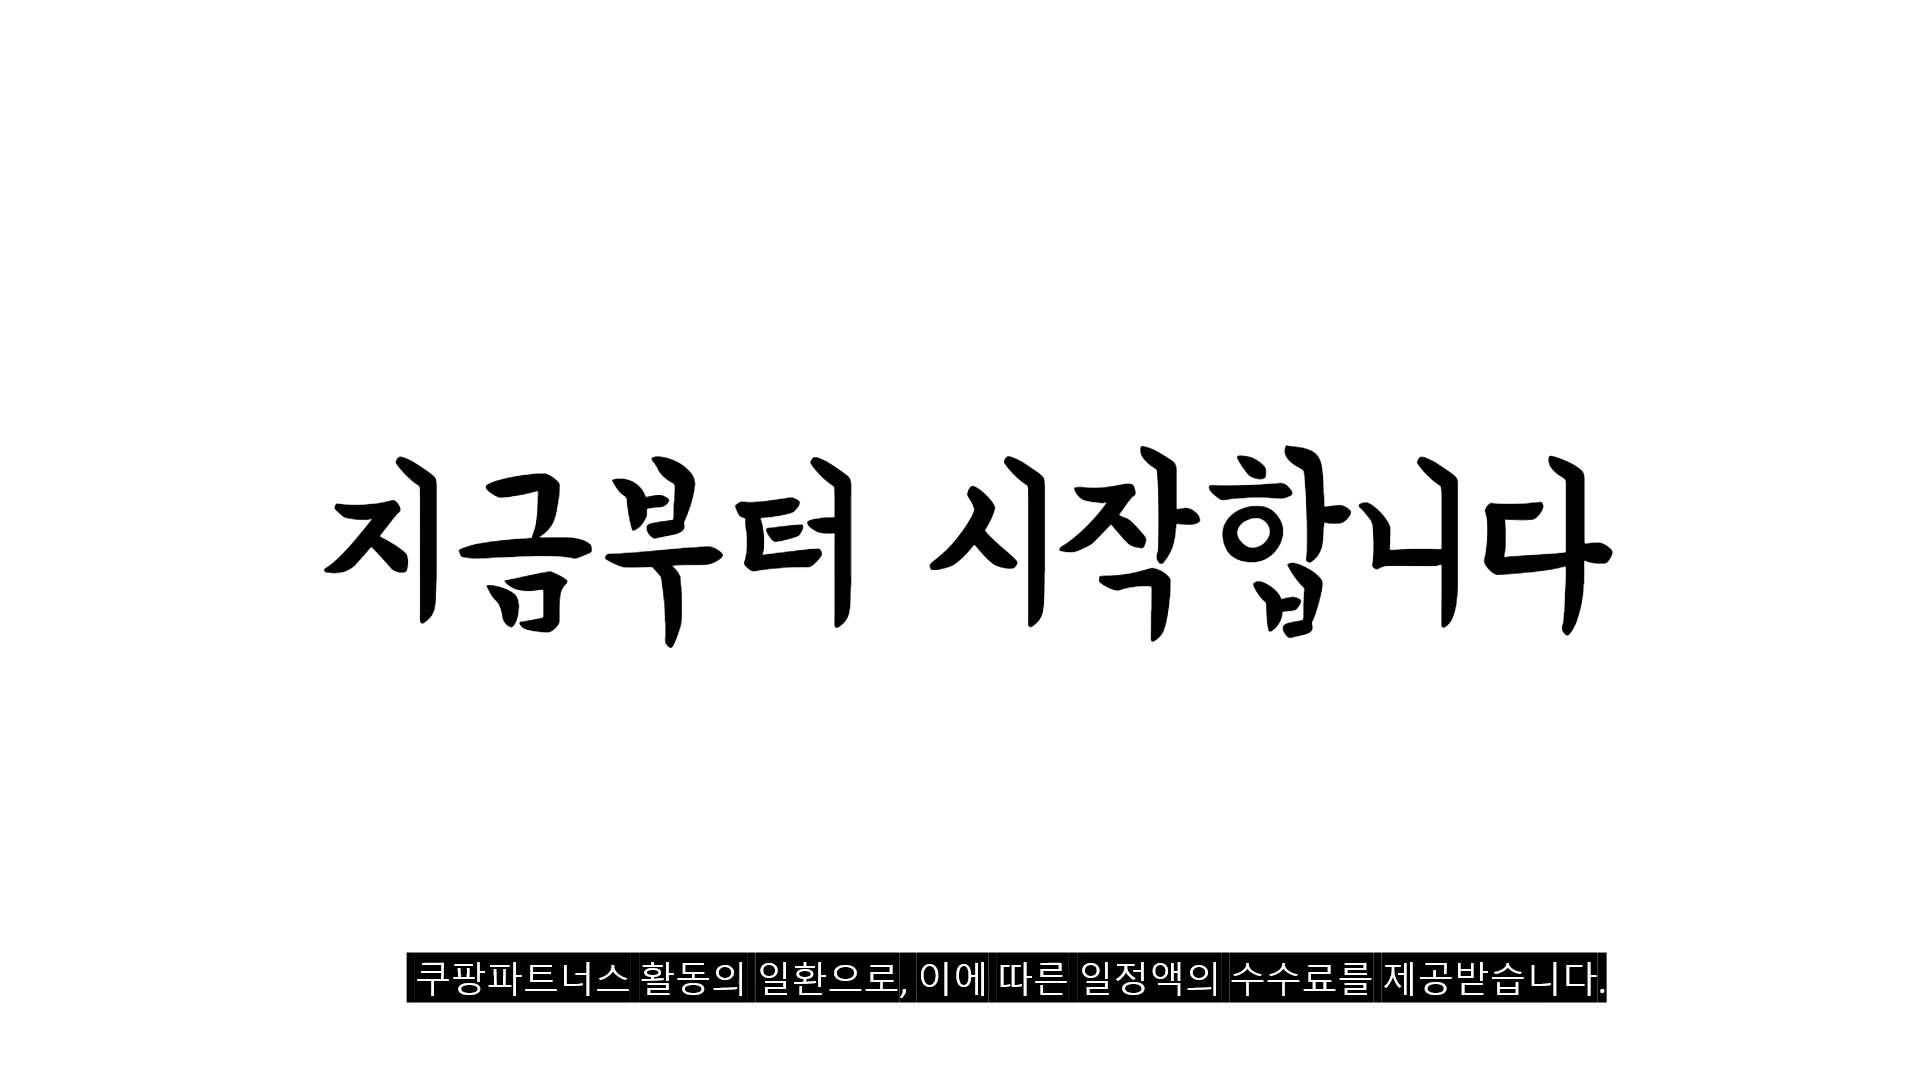 지금부터 시작합니다
쿠팡파트너스 활동의 일환으로, 이에 따른 일정액의 수수료를 제공받습니다.